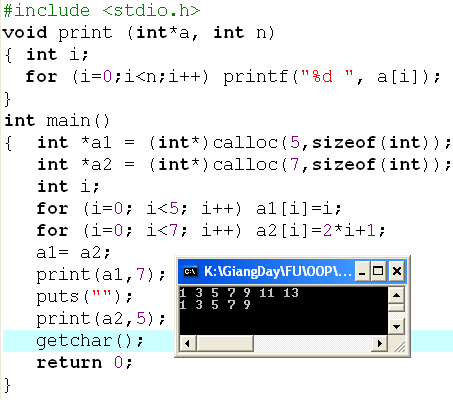 #include <stdio.h>
void print (int*a, int n)
{ int i;
  for (i=0;i<n;i++) printf("%d ", a[i]);
}
int main()
{  int *a1 = (int*)calloc(5,sizeof(int));
   int *a2 = (int*)calloc(7,sizeof(int));
   int i;
   for (i=0; i<5; i++) a1[i]=i;
   for (i=0; i<7; i++) a2[i]=2*i+1;
   a1= a2;
   print(a1,7);
   puts("");
   print(a2,5);
   getchar();
   return 0;
}
K:\GiangDay\FU\OOP\...
1 3 5 7 9 11 13
1 3 5 7 9